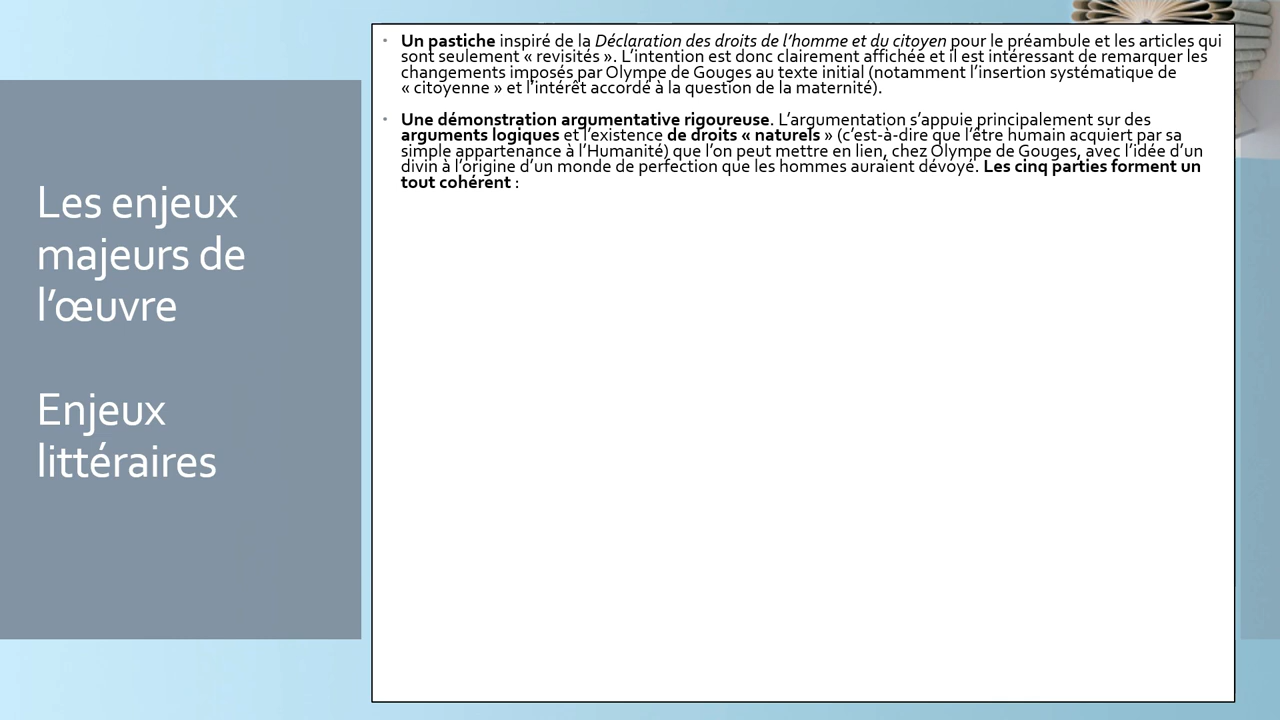 Les enjeux
majeurs de
l’œuvre
Enjeux
littéraires
• Un pastiche inspiré de la Déclaration des droits de l’homme et du citoyen pour le préambule et les articles qui
sont seulement « revisités ». L’intention est donc clairement affichée et il est intéressant de remarquer les
changements imposés par Olympe de Gouges au texte initial (notamment l’insertion systématique de
« citoyenne » et l’intérêt accordé à la question de la maternité).
• Une démonstration argumentative rigoureuse. L’argumentation s’appuie principalement sur des
arguments logiques et l’existence de droits « naturels » (c’est-à-dire que l’être humain acquiert par sa
simple appartenance à l’Humanité) que l’on peut mettre en lien, chez Olympe de Gouges, avec l’idée d’un
divin à l’origine d’un monde de perfection que les hommes auraient dévoyé. Les cinq parties forment un
tout cohérent :